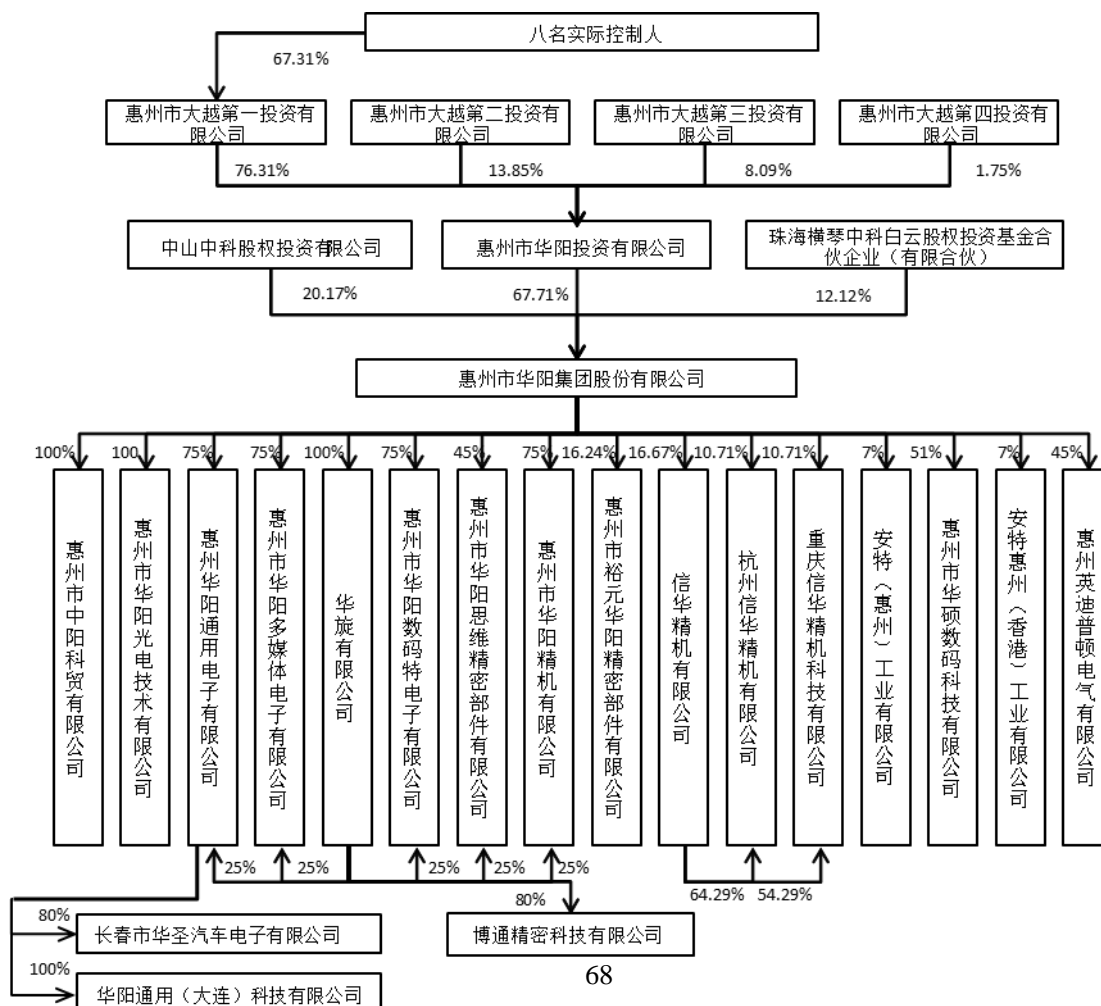 八名实际控制人
67.31%
惠州市大越第一投资有
限公司
惠州市大越第二投资有
限公司
惠州市大越第三投资有
限公司
惠州市大越第四投资有
限公司
76.31%
13.85%
8.09%
1.75%
中山中科股权投资有限公司
惠州市华阳投资有限公司
珠海横琴中科白云股权投资基金合
伙企业（有限合伙）
20.17%
67.71%
12.12%
惠州市华阳集团股份有限公司
100%
100
75%
75%
100%
75%
45%
75%
16.24%
16.67%
10.71%
10.71%
7%
51%
7%
45%
惠州市中阳科贸有限公司
惠州市华阳光电技术有限公司
惠州华阳通用电子有限公司
惠州市华阳多媒体电子有限公司
华旋有限公司
惠州市华阳数码特电子有限公司
惠州市华阳思维精密部件有限公司
惠州市华阳精机有限公司
惠州市裕元华阳精密部件有限公司
信华精机有限公司
杭州信华精机有限公司
重庆信华精机科技有限公司
安特（惠州）工业有限公司
惠州市华硕数码科技有限公司
安特惠州（香港）工业有限公司
惠州英迪普顿电气有限公司
25%
25%
25%
25%
25%
64.29%
54.29%
80%
长春市华圣汽车电子有限公司
80%
博通精密科技有限公司
100%
华阳通用（大连）科技有限公司
68